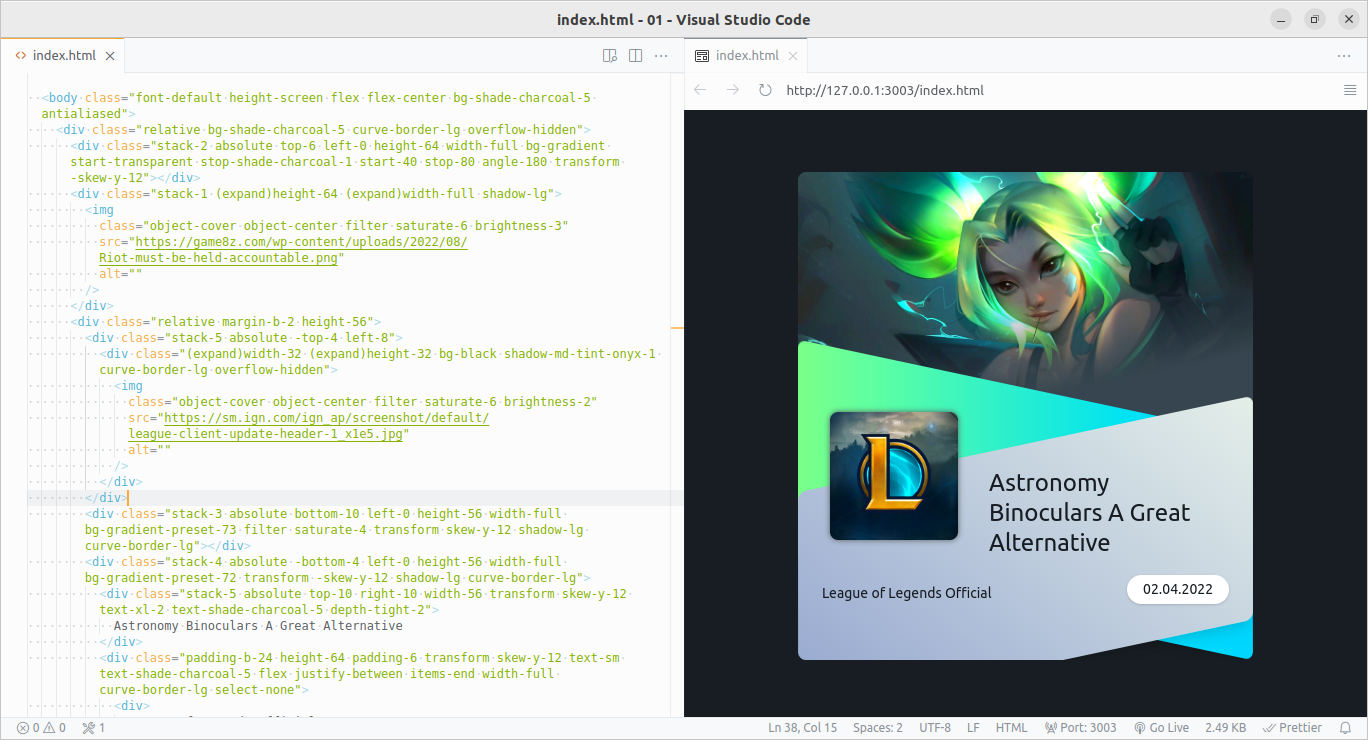 index.html - 01 - Visual Studio Code
index.html
<body class="font-default height-screen flex flex-center bg-shade-charcoal-5
antialiased">
<div class="relative bg-shade-charcoal-5 curve-border-lg overflow-hidden">
<div class="stack-2 absolute top-6 left-0 height-64 width-full bg-gradient
start-transparent stop-shade-charcoal-1 start-40 stop-80 angle-180 transform
-skew-y-12"></div>
<div class="stack-1 (expand)height-64 (expand)width-full shadow-lg">
<img
class="object-cover object-center filter saturate-6 brightness-3"
src="https://game8z.com/wp-content/uploads/2022/08/
Riot-must-be-held-accountable.png"
alt=""
/>
</div>
<div class="relative margin-b-2 height-56">
<div class="stack-5 absolute -top-4 left-8">
<div class="(expand)width-32 (expand)height-32 bg-black shadow-md-tint-onyx-1
curve-border-lg overflow-hidden">
<img
class="object-cover object-center filter saturate-6 brightness-2"
src="https://sm.ign.com/ign_ap/screenshot/default/
league-client-update-header-1_x1e5.jpg"
alt=""
/>
</div>
</div>
<div class="stack-3 absolute bottom-10 left-0 height-56 width-full
bg-gradient-preset-73 filter saturate-4 transform skew-y-12 shadow-lg
curve-border-lg"></div>
<div class="stack-4 absolute -bottom-4 left-0 height-56 width-full
bg-gradient-preset-72 transform -skew-y-12 shadow-lg curve-border-lg">
<div class="stack-5 absolute top-10 right-10 width-56 transform skew-y-12
text-xl-2 text-shade-charcoal-5 depth-tight-2">
Astronomy Binoculars A Great Alternative
</div>
<div class="padding-b-24 height-64 padding-6 transform skew-y-12 text-sm
text-shade-charcoal-5 flex justify-between items-end width-full
curve-border-lg select-none">
<div>
index.html
http://127.0.0.1:3003/index.html
Astronomy
Binoculars A Great
Alternative
League of Legends Official
02.04.2022
0 0 1
Ln 38, Col 15
Spaces: 2
UTF-8
LF
HTML
Port: 3003
Go Live
2.49 KB
Prettier